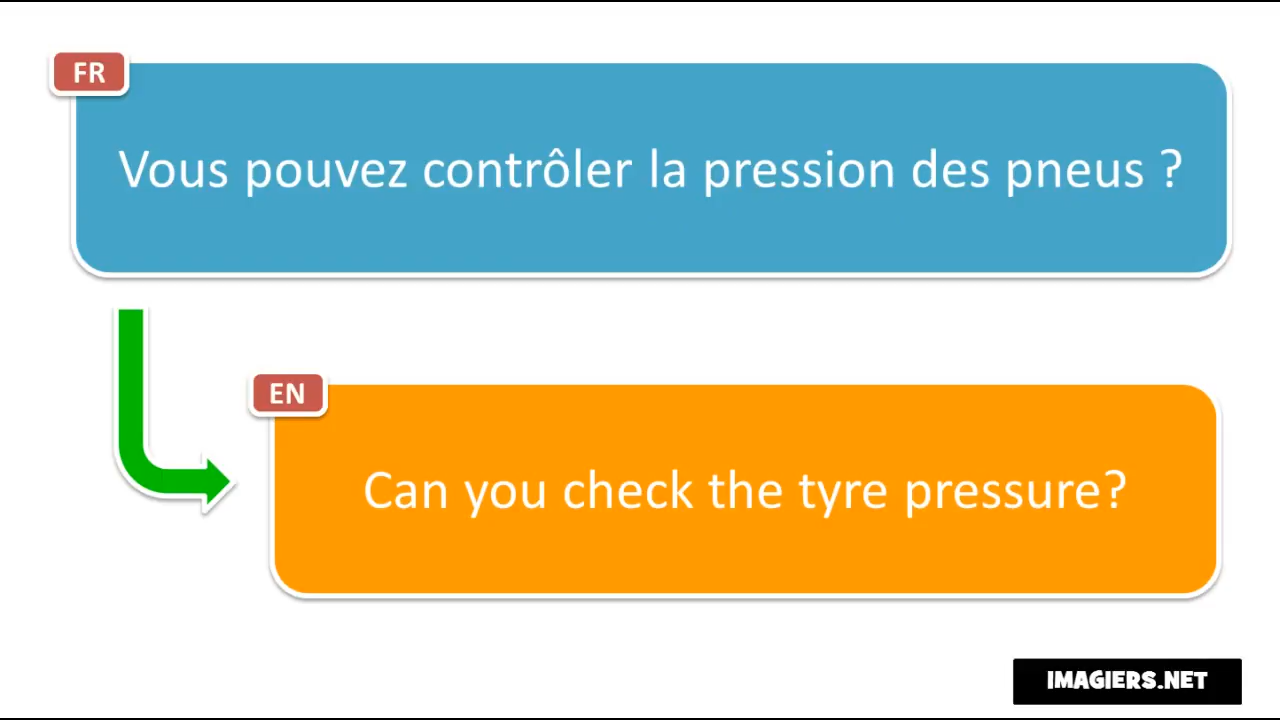 FR
Vous pouvez contrôler la pression des pneus ?
EN
Can you check the tyre pressure?
IMAGIERS.NET